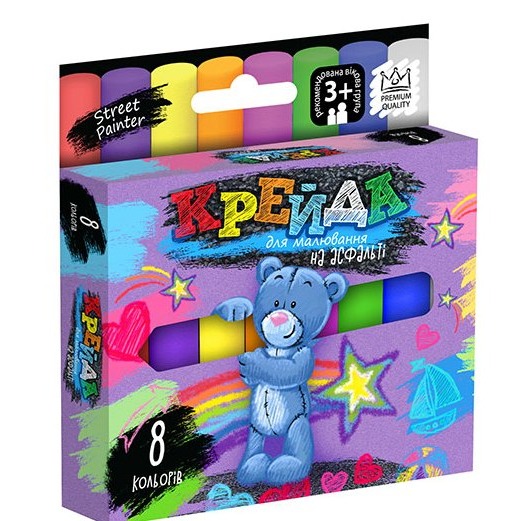 Street
Painter
рекомендована вікова група
3+
PREMIUM
QUALITY
КРЕЙДА
для малювання
на асфальті
8
кольорів
КРЕЙДА
8
кольорів